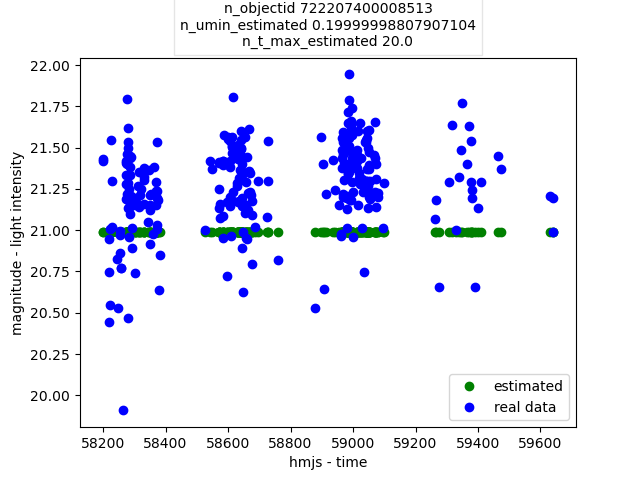 n_objectid 722207400008513
n_umin_estimated 0.19999998807907104
n_t_max_estimated 20.0
22.00
21.75
21.50
21.25
21.00
20.75
20.50
20.25
20.00
magnitude - light intensity
estimated
real data
58200 58400 58600 58800 59000 59200 59400 59600
hmjs - time